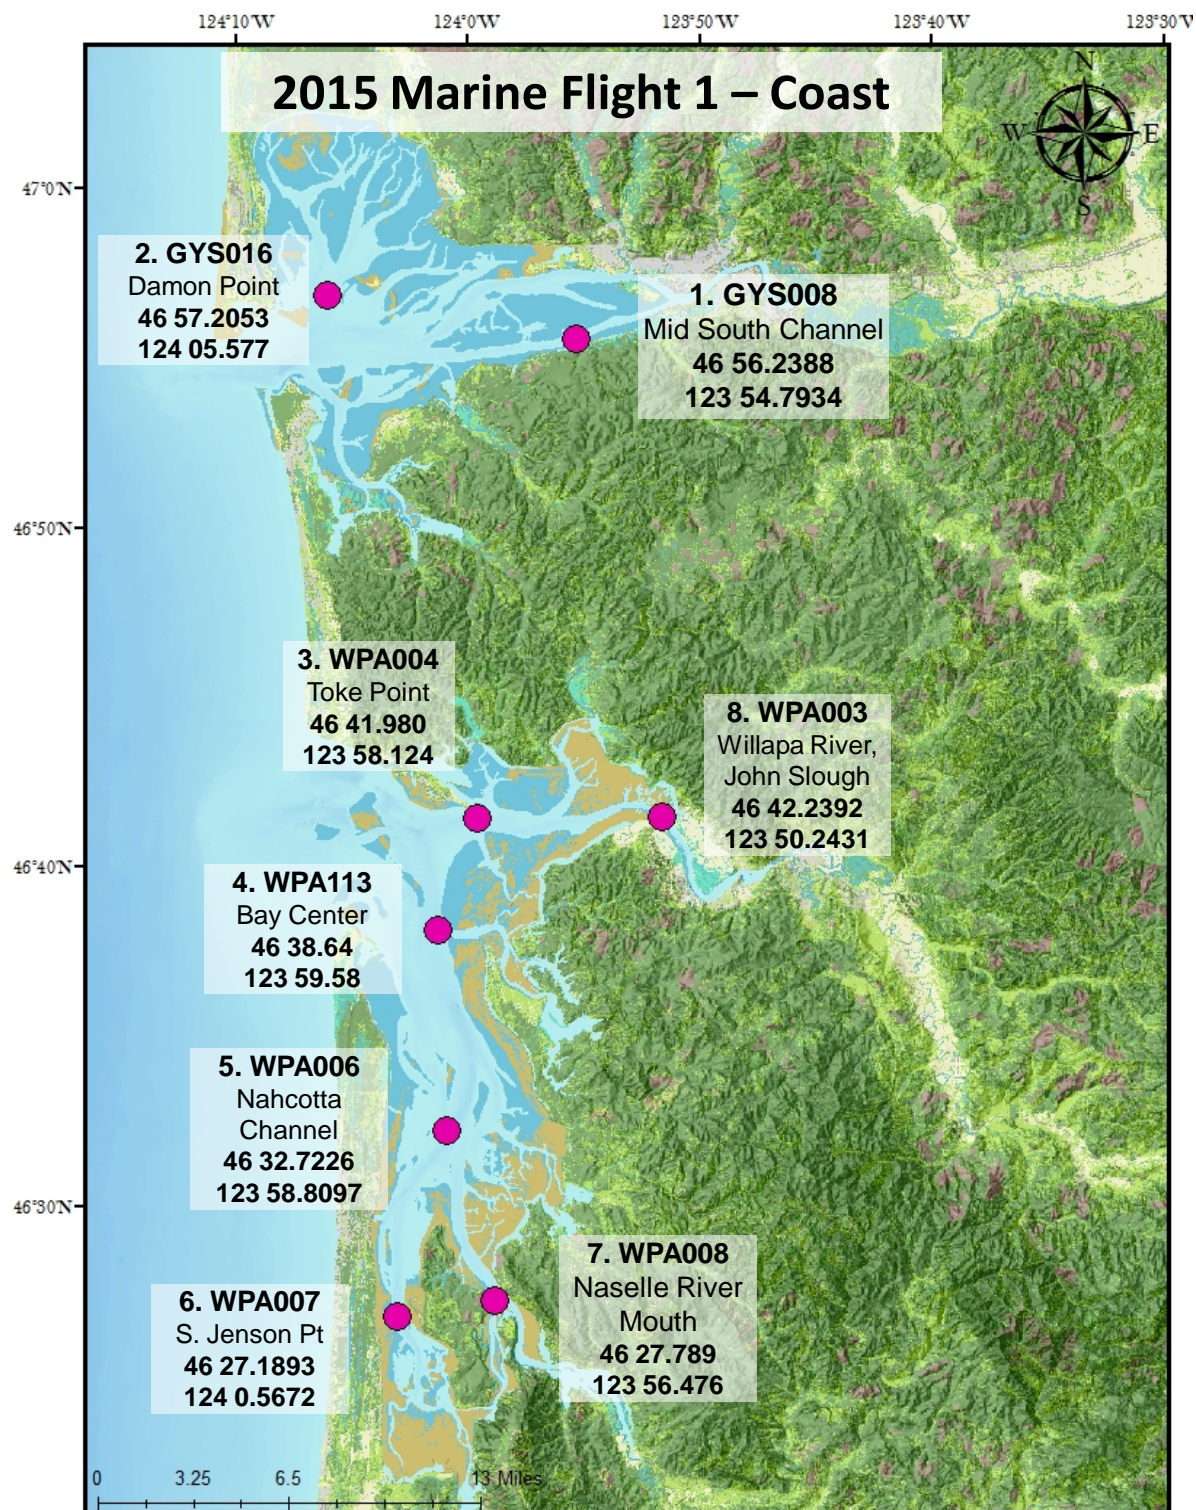 124°10'W 124°0'W 123°50'W 123°40'W 123°30'W
2015 Marine Flight 1 – Coast
N
W E
S
47°0'N
2. GYS016
Damon Point
46 57.2053
124 05.577
1. GYS008
Mid South Channel
46 56.2388
123 54.7934
46°50'N
3. WPA004
Toke Point
46 41.980
123 58.124
8. WPA003
Willapa River,
John Slough
46 42.2392
123 50.2431
46°40'N
4. WPA113
Bay Center
46 38.64
123 59.58
5. WPA006
Nahcotta
Channel
46 32.7226
123 58.8097
46°30'N
7. WPA008
Naselle River
Mouth
46 27.789
123 56.476
6. WPA007
S. Jenson Pt
46 27.1893
124 0.5672
0 3.25 6.5 13 Miles